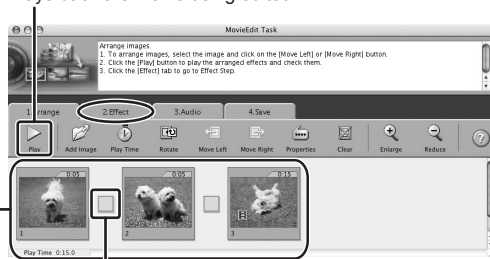 MovieEdit Task
Arrange images.
1. To arrange images, select the image and click on the [Move Left] or [Move Right] button.
2. Click the [Play] button to play the arranged effects and check them.
3. Click the [Effect] tab to go to Effect Step.
1.Arrange 2.Effect 3.Audio 4.Save
Play Add Image Play Time Rotate Move Left Move Right Properties Clear Enlarge Reduce ?
0:05 0:05 0:15
1 2 3
Play Time 0:15.0